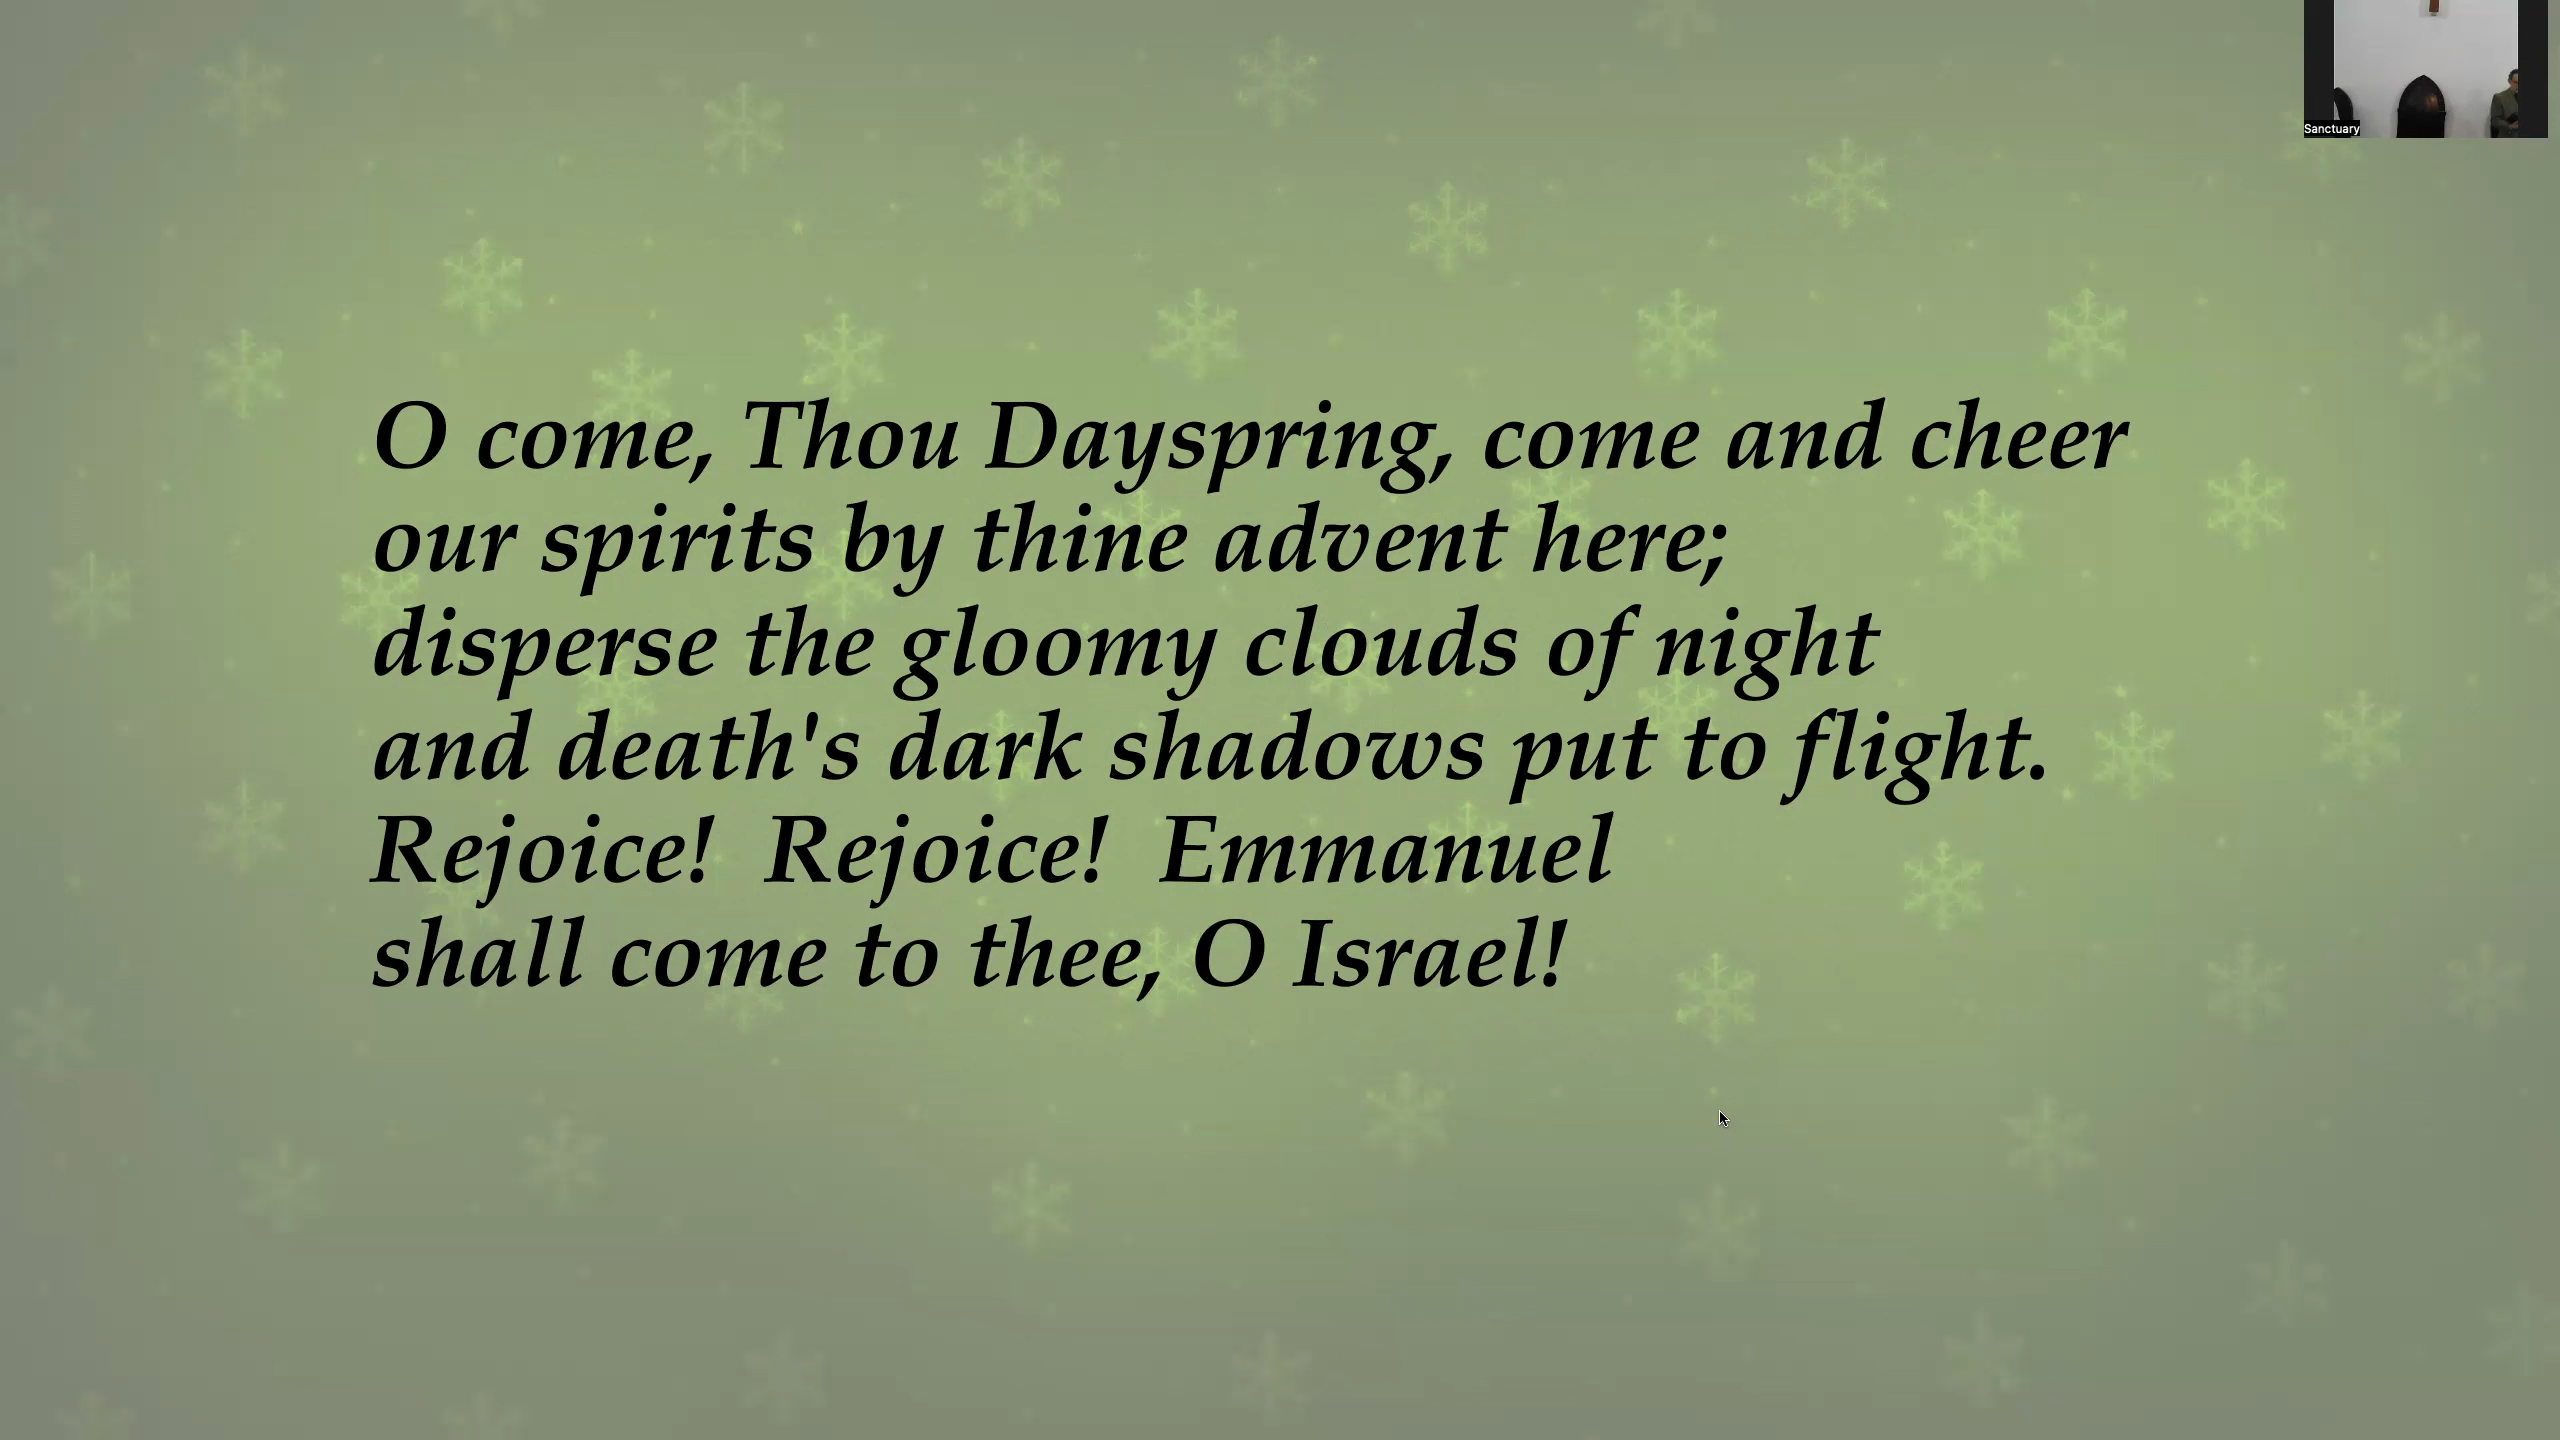 Sanctuary
O come, Thou Dayspring, come and cheer
our spirits by thine advent here;
disperse the gloomy clouds of night
and death's dark shadows put to flight.
Rejoice!  Rejoice!  Emmanuel
shall come to thee, O Israel!